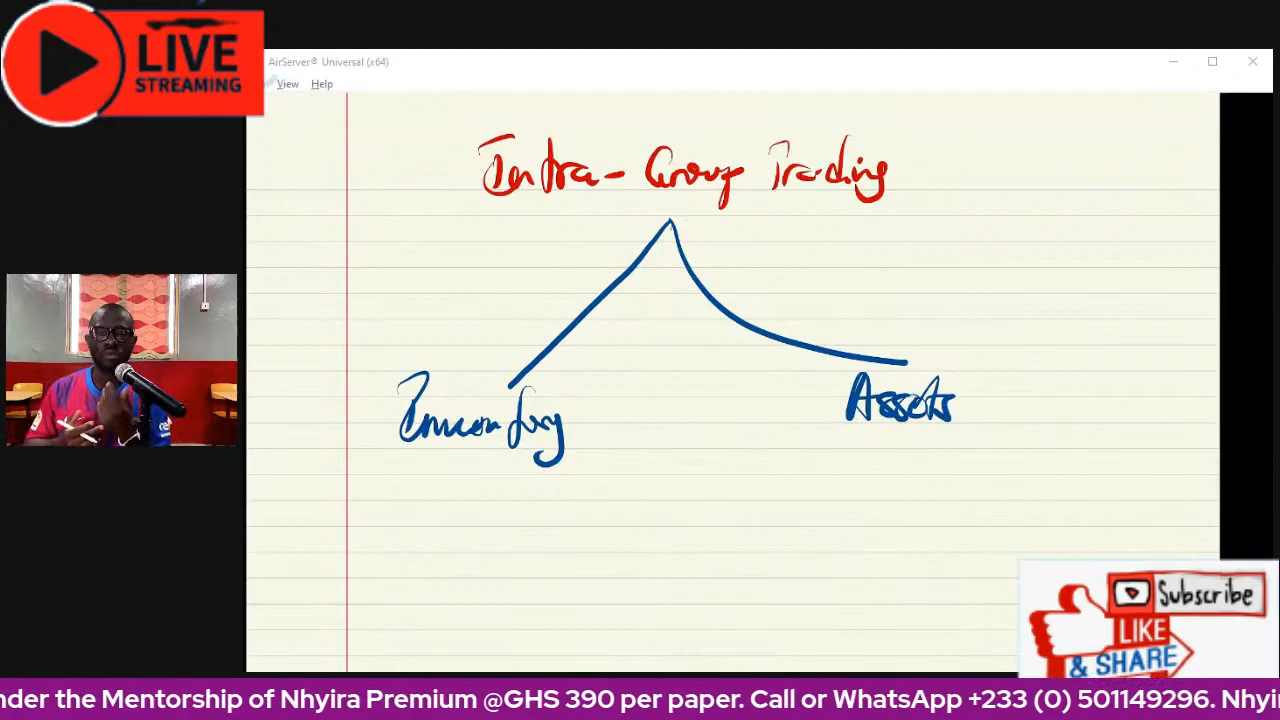 LIVE
STREAMING
AirServer® Universal (x64)
View Help
Intra-Group Trading
Inventory
Assets
Subscribe
LIKE
& SHARE
nder the Mentorship of Nhyira Premium @GHS 390 per paper. Call or WhatsApp +233 (0) 501149296. Nhyi